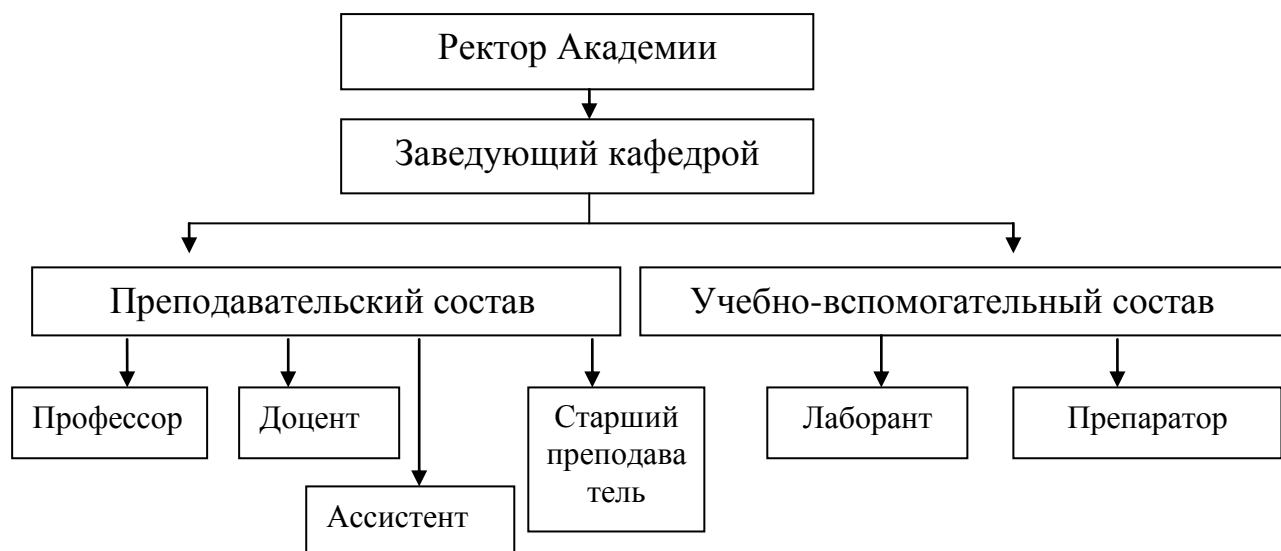 Ректор Академии
Заведующий кафедрой
Преподавательский состав
Учебно-вспомогательный состав
Профессор
Доцент
Ассистент
Старший
преподава
тель
Лаборант
Препаратор